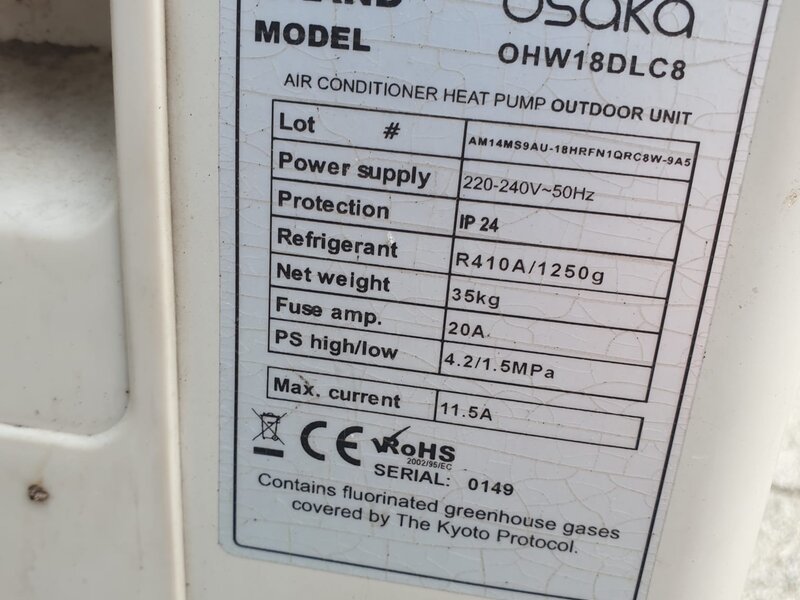 MODEL osaka
OHW18DLC8
AIR CONDITIONER HEAT PUMP OUTDOOR UNIT
Lot # AM14MS9AU-18HRFN1QRC8W-9A5
Power supply 220-240V~50Hz
Protection IP 24
Refrigerant R410A/1250g
Net weight 35kg
Fuse amp. 20A
PS high/low 4.2/1.5MPa
Max. current 11.5A
CE RoHS
2002/95/EC
SERIAL: 0149
Contains fluorinated greenhouse gases
covered by The Kyoto Protocol.